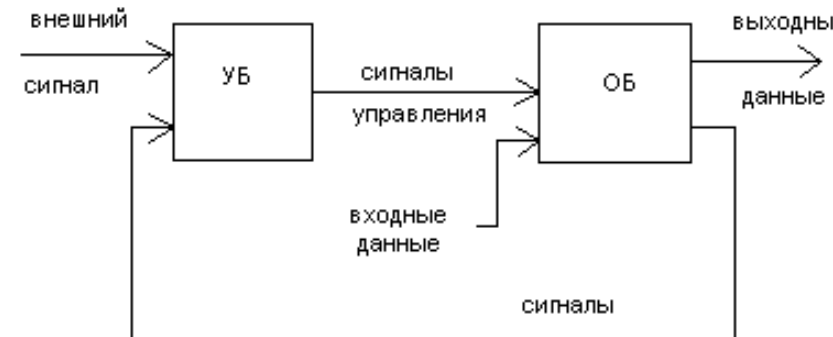 внешний
сигнал
УБ
сигналы
управления
ОБ
выходны
данные
входные
данные
сигналы